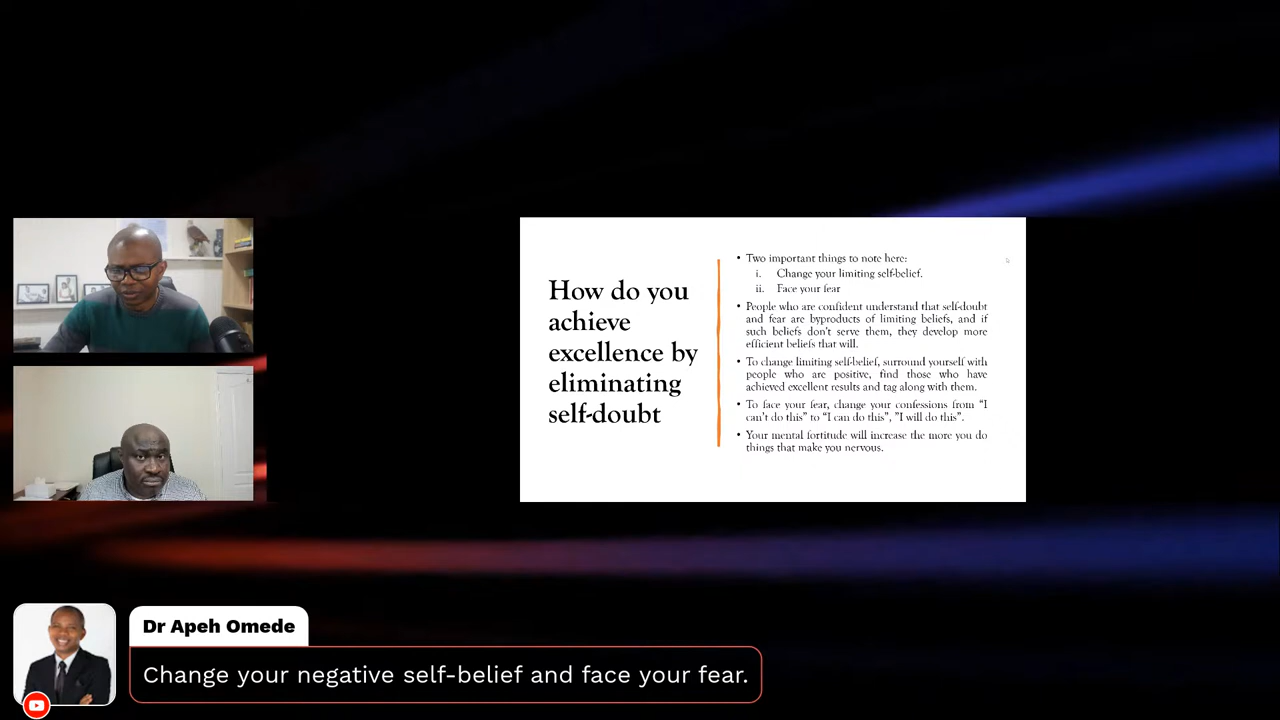 How do you
achieve
excellence by
eliminating
self-doubt
• Two important things to note here:
i. Change your limiting self-belief.
ii. Face your fear
• People who are confident understand that self-doubt
and fear are byproducts of limiting beliefs, and if
such beliefs don't serve them, they develop more
efficient beliefs that will.
• To change limiting self-belief, surround yourself with
people who are positive, find those who have
achieved excellent results and tag along with them.
• To face your fear, change your confessions from “I
can't do this” to “I can do this”, ”I will do this”.
• Your mental fortitude will increase the more you do
things that make you nervous.
Dr Apeh Omede
Change your negative self-belief and face your fear.